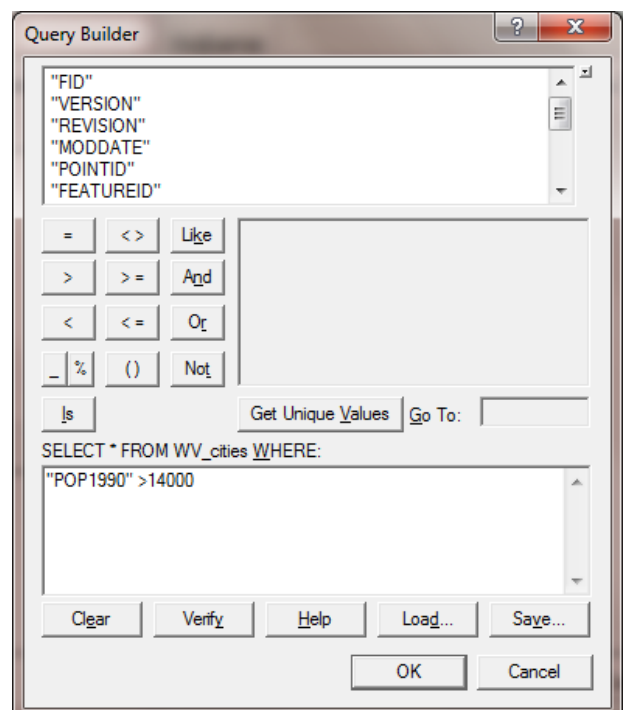 Query Builder
"FID"
"VERSION"
"REVISION"
"MODDATE"
"POINTID"
"FEATUREID"
= < > Like
> > = And
< < = Or
_ % ( ) Not
Is Get Unique Values Go To:
SELECT * FROM WV_cities WHERE:
"POP1990" >14000
Clear Verify Help Load... Save...
OK Cancel